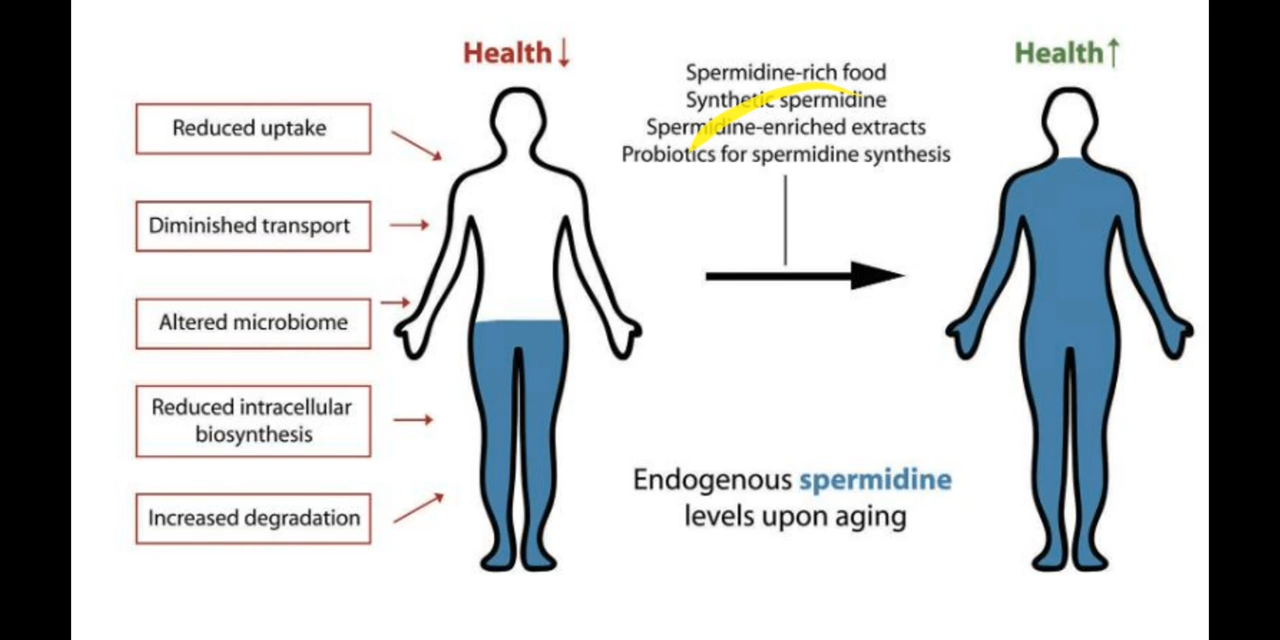 Health↓
Reduced uptake
Diminished transport
Altered microbiome
Reduced intracellular
biosynthesis
Increased degradation
Spermidine-rich food
Synthetic spermidine
Spermidine-enriched extracts
Probiotics for spermidine synthesis
Endogenous spermidine
levels upon aging
Health↑